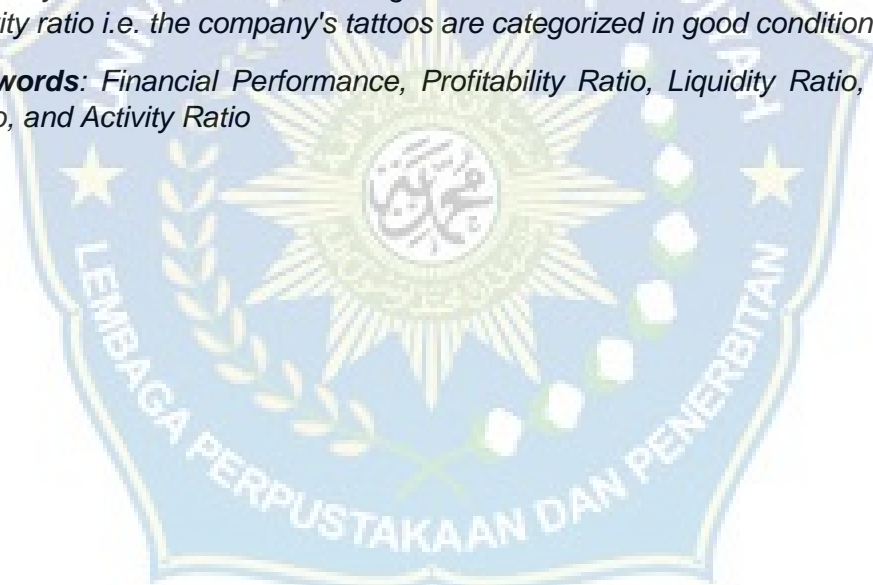 ity ratio i.e. the company's tattoos are categorized in good condition
words: Financial Performance, Profitability Ratio, Liquidity Ratio,
o, and Activity Ratio
LEMBAGA PERPUSTAKAAN DAN PENERBITAN